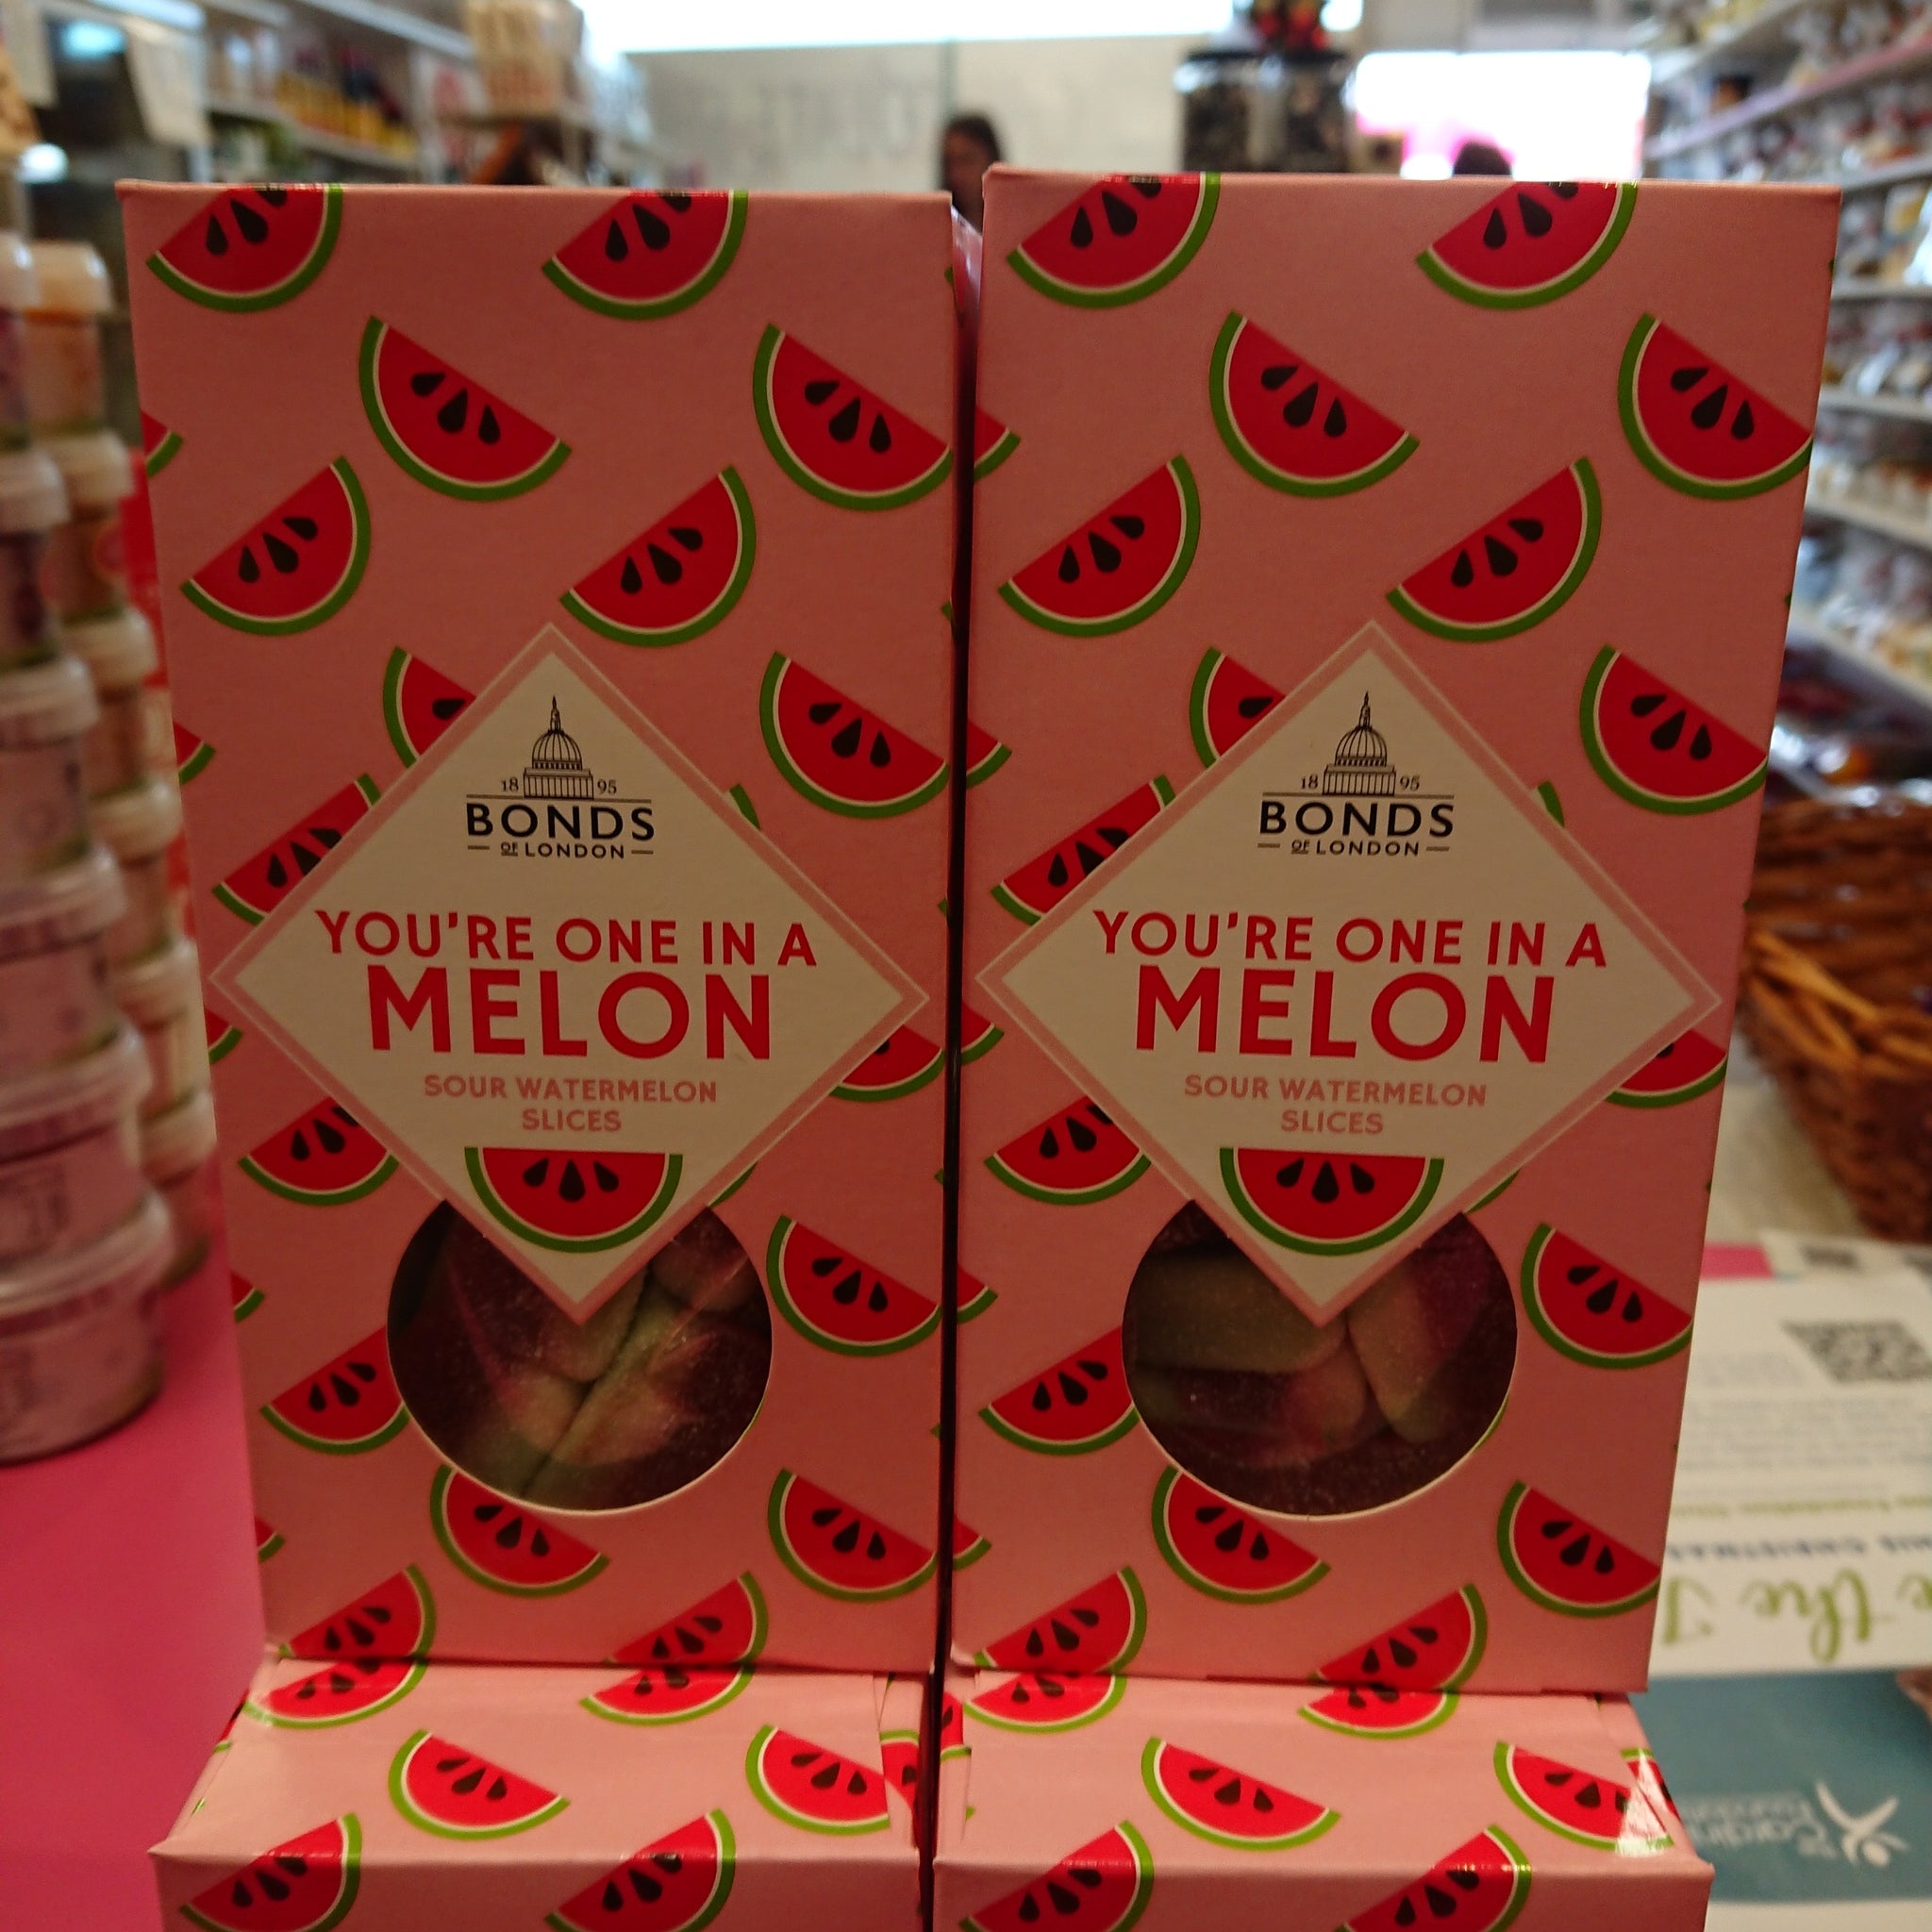 18 95
BONDS
OF LONDON
YOU'RE ONE IN A
MELON
SOUR WATERMELON
SLICES
18 95
BONDS
OF LONDON
YOU'RE ONE IN A
MELON
SOUR WATERMELON
SLICES
the